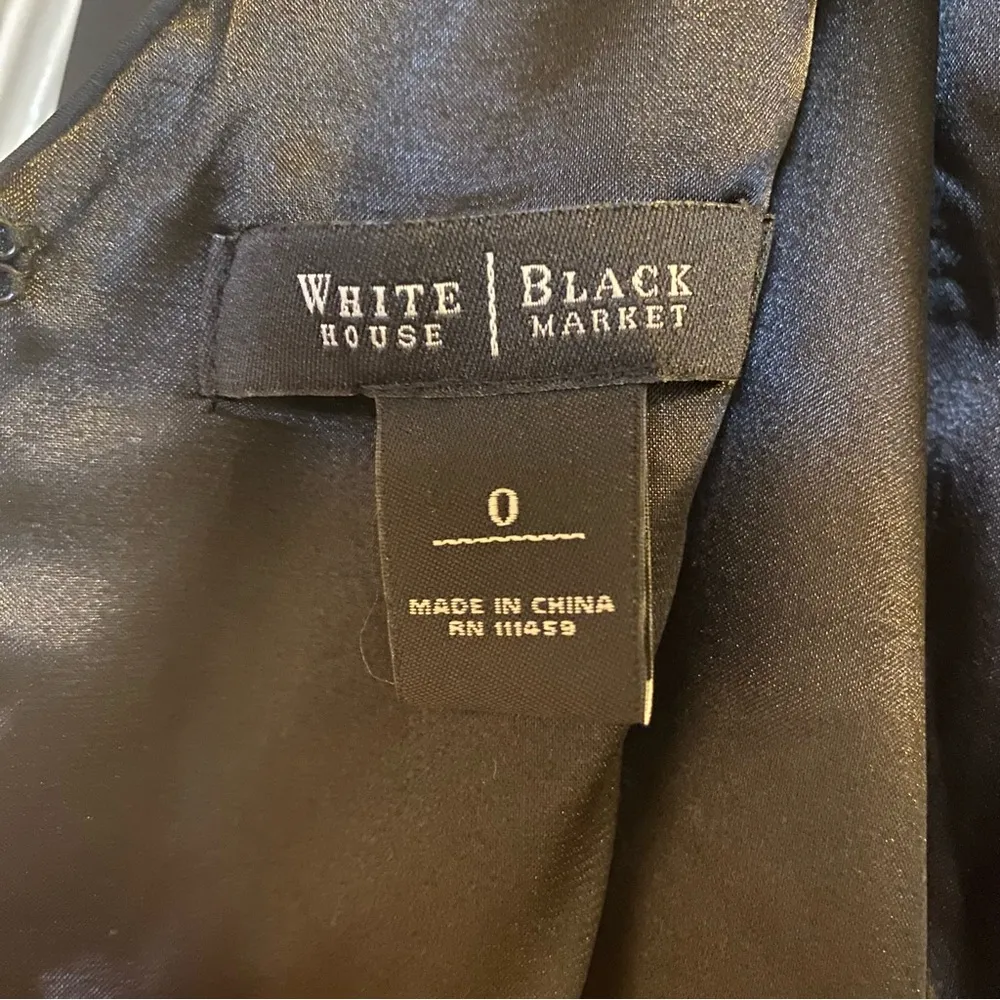 WHITE | BLACK
HOUSE | MARKET
0
MADE IN CHINA
RN 111459